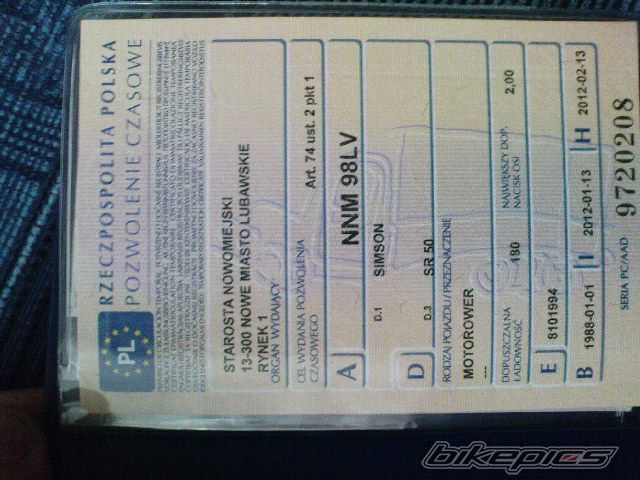 RZECZPOSPOLITA POLSKA
POZWOLENIE CZASOWE
PL
STAROSTA NOWOMIEJSKI
13-300 NOWE MIASTO LUBAWSKIE
RYNEK 1
ORGAN WYDAJĄCY
CEL WYDANIA POZWOLENIA
CZASOWEGO Art. 74 ust. 2 pkt 1
A NNM 98LV
D.1 SIMSON
D
D.3 SR 50
RODZAJ POJAZDU / PRZEZNACZENIE
MOTOROWER
---
DOPUSZCZALNA
ŁADOWNOŚĆ 180 NAJWIĘKSZY DOP.
NACISK OSI 2,00
E 8101994
B 1988-01-01 I 2012-01-13 H 2012-02-13
SERIA PC/AAD 9720208
bikepics